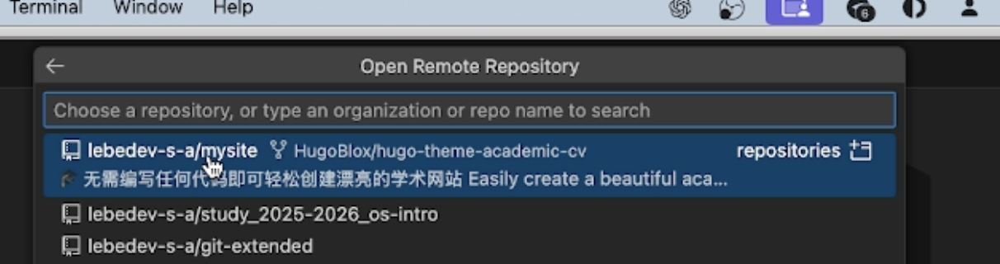 Terminal Window Help 6
Open Remote Repository
Choose a repository, or type an organization or repo name to search
lebedev-s-a/mysite HugoBlox/hugo-theme-academic-cv repositories
🎓 无需编写任何代码即可轻松创建漂亮的学术网站 Easily create a beautiful aca...
lebedev-s-a/study_2025-2026_os-intro
lebedev-s-a/git-extended